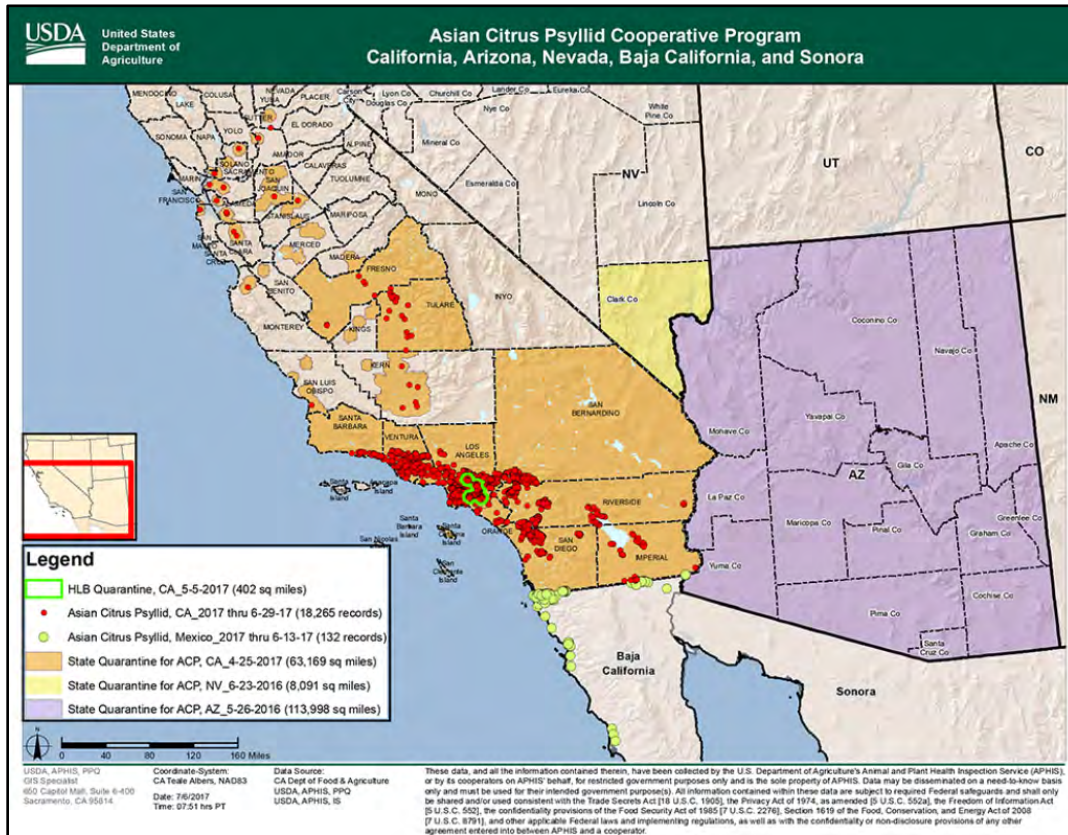 USDA
United States
Department of
Agriculture
Asian Citrus Psyllid Cooperative Program
California, Arizona, Nevada, Baja California, and Sonora
MENDOCINO
COLUSA
LAKE
NEVADA
YUBA
PLACER
SUTTER
Carson
City
Lyon Co
Douglas Co
Churchill Co
Lander Co
Eureka Co
White
Pine Co
Nye Co
Mineral Co
Esmeralda Co
Lincoln Co
NV
UT
CO
SONOMA
NAPA
YOLO
EL DORADO
ALPINE
AMADOR
SOLANO
SACRAMENTO
CALAVERAS
TUOLUMNE
MARIN
SAN
JOAQUIN
SAN
FRANCISCO
ALAMEDA
STANISLAUS
MONO
MARIPOSA
SAN
MATEO
SANTA
CLARA
SANTA
CRUZ
MERCED
MADERA
FRESNO
SAN
BENITO
TULARE
INYO
MONTEREY
KINGS
Clark Co
Coconino Co
Navajo Co
NM
SAN LUIS
OBISPO
KERN
SAN
BERNARDINO
SANTA
BARBARA
VENTURA
LOS
ANGELES
Mohave Co
Yavapai Co
Apache Co
Gila Co
AZ
La Paz Co
Maricopa Co
Pinal Co
Greenlee Co
Graham Co
Santa
Island
Anacapa
Island
Santa
Barbara
Island
San Nicolas
Santa
Catalina
Island
San
Clemente
Island
ORANGE
RIVERSIDE
SAN
DIEGO
IMPERIAL
Yuma Co
Pima Co
Cochise Co
Santa
Cruz Co
Baja
California
Sonora
Legend
HLB Quarantine, CA_5-5-2017 (402 sq miles)
Asian Citrus Psyllid, CA_2017 thru 6-29-17 (18,265 records)
Asian Citrus Psyllid, Mexico_2017 thru 6-13-17 (132 records)
State Quarantine for ACP, CA_4-25-2017 (63,169 sq miles)
State Quarantine for ACP, NV_6-23-2016 (8,091 sq miles)
State Quarantine for ACP, AZ_5-26-2016 (113,998 sq miles)
N
0 40 80 120 160 Miles
USDA, APHIS, PPQ
GIS Specialist
650 Capitol Mall, Suite 6-400
Sacramento, CA 95814
Coordinate-System:
CA Teale Albers, NAD83
Date: 7/6/2017
Time: 07:51 hrs PT
Data Source:
CA Dept of Food & Agriculture
USDA, APHIS, PPQ
USDA, APHIS, IS
These data, and all the information contained therein, have been collected by the U.S. Department of Agriculture's Animal and Plant Health Inspection Service (APHIS),
or by its cooperators on APHIS' behalf, for restricted government purposes only and is the sole property of APHIS. Data may be disseminated on a need-to-know basis
only and must be used for their intended government purpose(s). All information contained within these data are subject to required Federal safeguards and shall only
be shared and/or used consistent with the Trade Secrets Act [18 U.S.C. 1905], the Privacy Act of 1974, as amended [5 U.S.C. 552a], the Freedom of Information Act
[5 U.S.C. 552], the confidentiality provisions of the Food Security Act of 1985 [7 U.S.C. 2276], Section 1619 of the Food, Conservation, and Energy Act of 2008
[7 U.S.C. 8791], and other applicable Federal laws and implementing regulations, as well as with the confidentiality or non-disclosure provisions of any other
agreement entered into between APHIS and a cooperator.